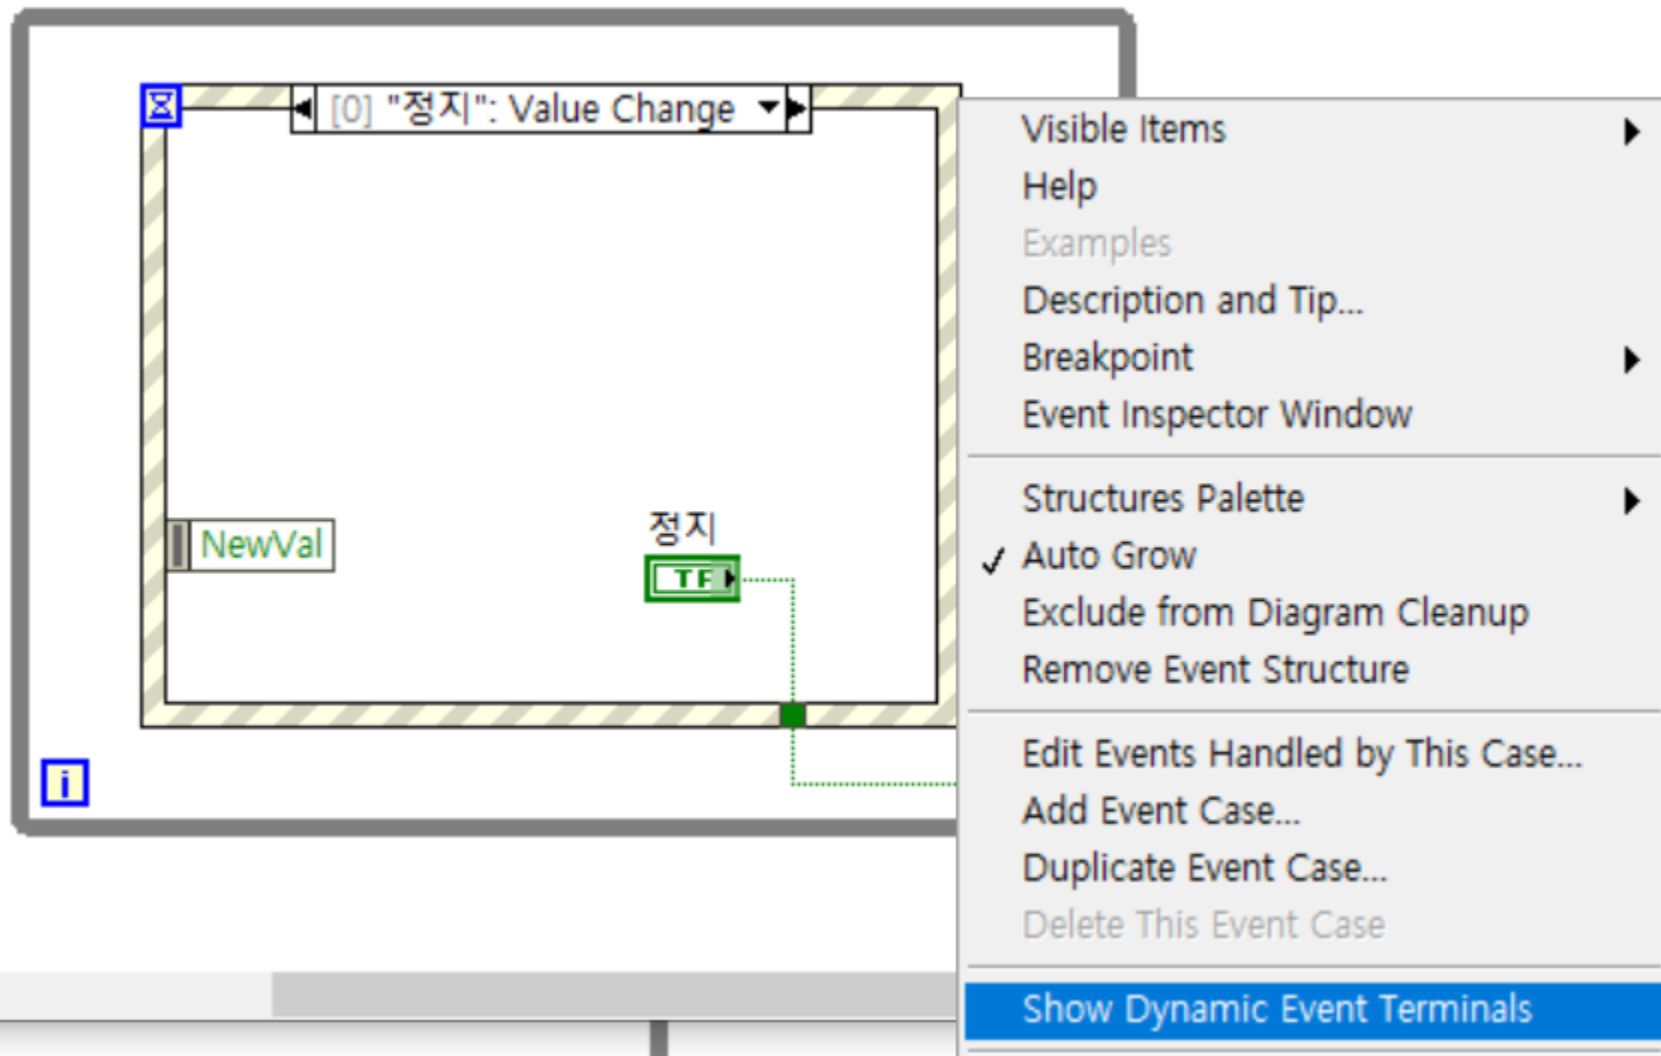 [0] "정지": Value Change
NewVal
정지
TF
i
Visible Items
Help
Examples
Description and Tip...
Breakpoint
Event Inspector Window
Structures Palette
Auto Grow
Exclude from Diagram Cleanup
Remove Event Structure
Edit Events Handled by This Case...
Add Event Case...
Duplicate Event Case...
Delete This Event Case
Show Dynamic Event Terminals